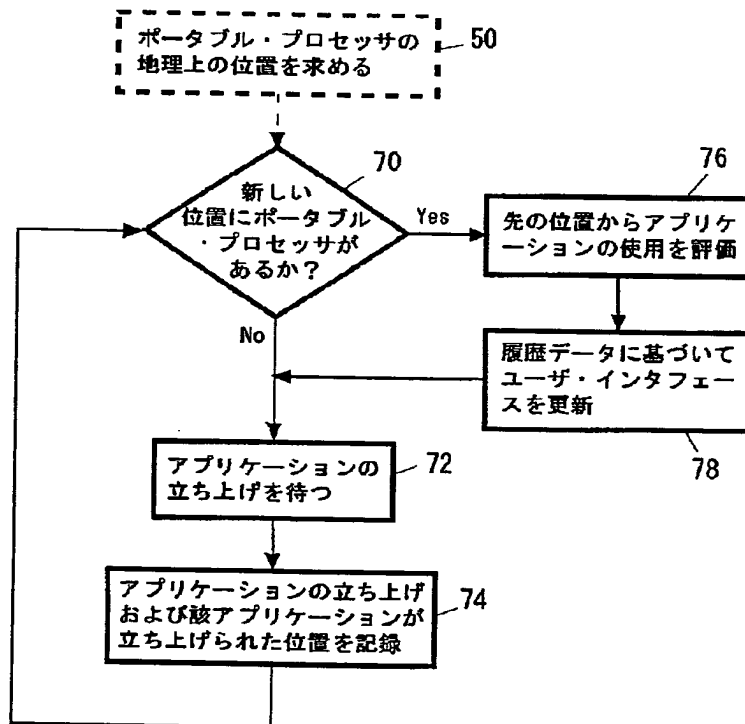 ポータブル・プロセッサの
地理上の位置を求める
50
新しい
位置にポータブル
・プロセッサが
あるか？
70
Yes
76
先の位置からアプリケ
ーションの使用を評価
No
履歴データに基づいて
ユーザ・インタフェー
スを更新
78
アプリケーションの
立ち上げを待つ
72
アプリケーションの立ち上げ
および該アプリケーションが
立ち上げられた位置を記録
74